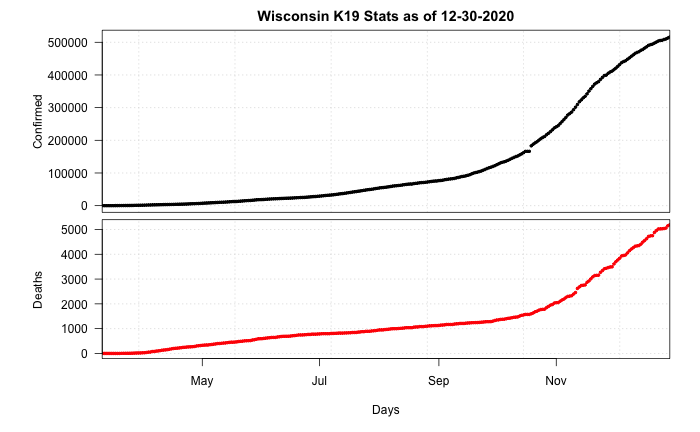 Wisconsin K19 Stats as of 12-30-2020
500000
400000
300000
200000
100000
0
Confirmed
5000
4000
3000
2000
1000
0
Deaths
May Jul Sep Nov
Days